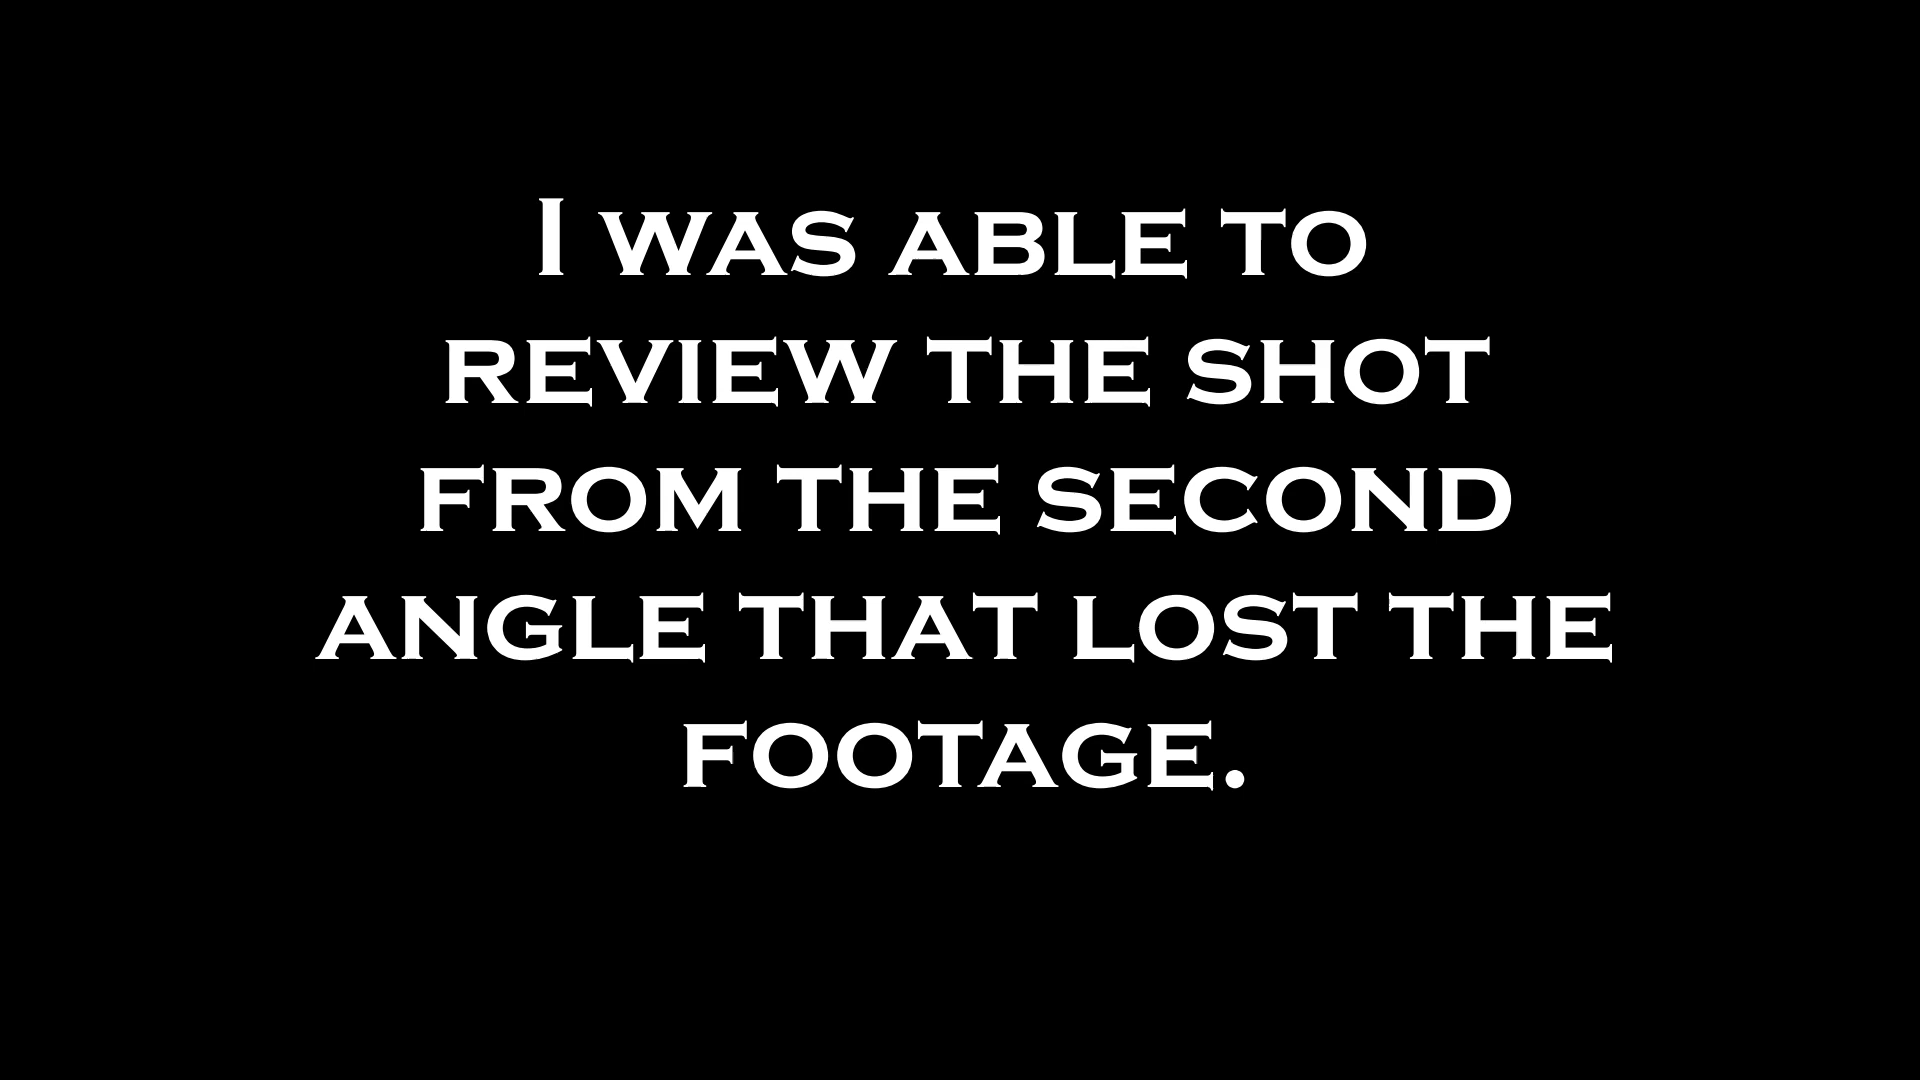 I was able to
review the shot
from the second
angle that lost the
footage.